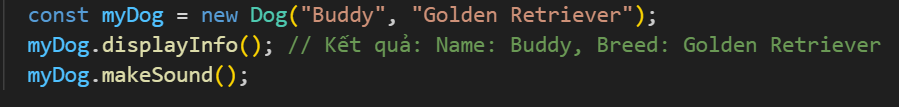 const myDog = new Dog("Buddy", "Golden Retriever");
myDog.displayInfo(); // Kết quả: Name: Buddy, Breed: Golden Retriever
myDog.makeSound();